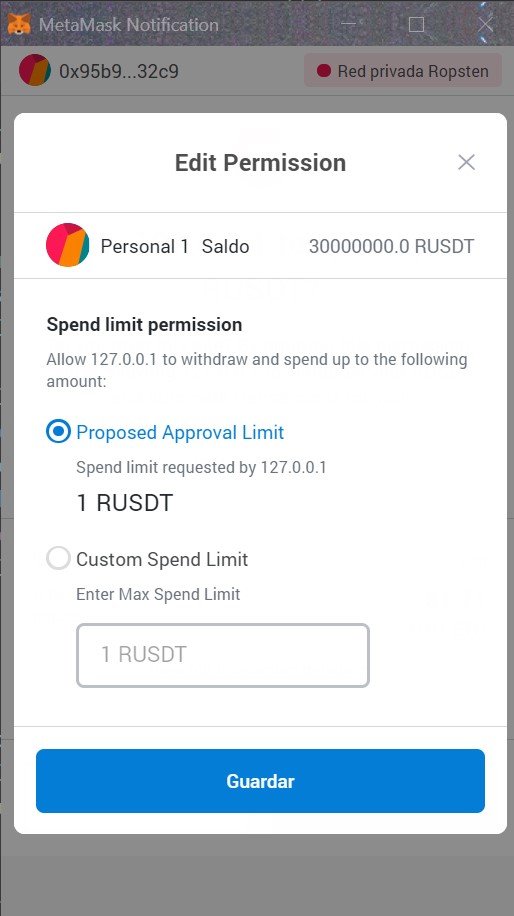 MetaMask Notification
0x95b9...32c9
Red privada Ropsten
Edit Permission
Personal 1 Saldo 30000000.0 RUSDT
Spend limit permission
Allow 127.0.0.1 to withdraw and spend up to the following
amount:
Proposed Approval Limit
Spend limit requested by 127.0.0.1
1 RUSDT
Custom Spend Limit
Enter Max Spend Limit
1 RUSDT
Guardar